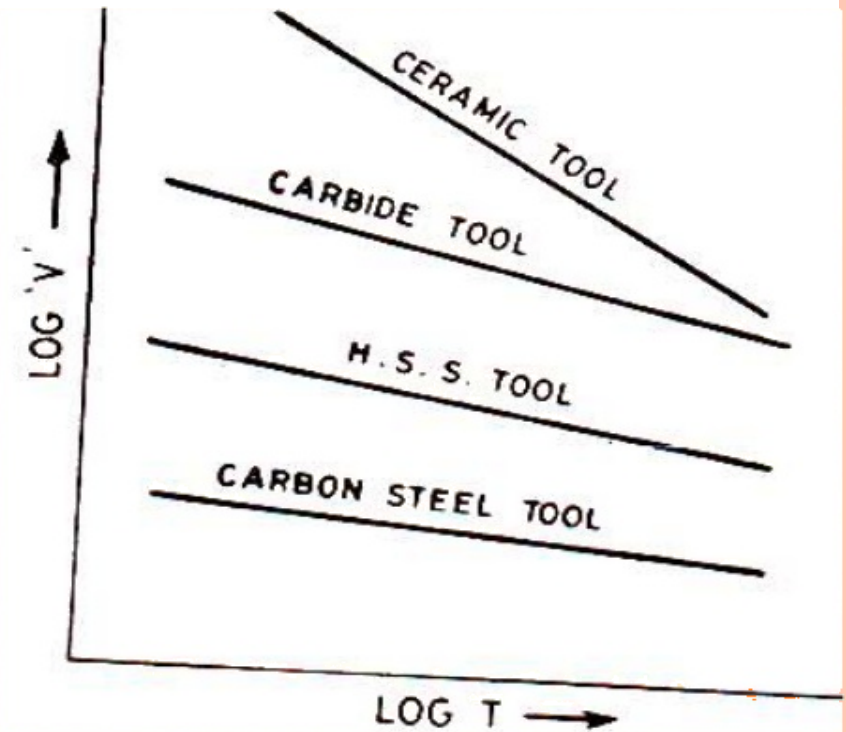 CERAMIC TOOL
CARBIDE TOOL
LOG 'V'
H.S.S. TOOL
CARBON STEEL TOOL
LOG T